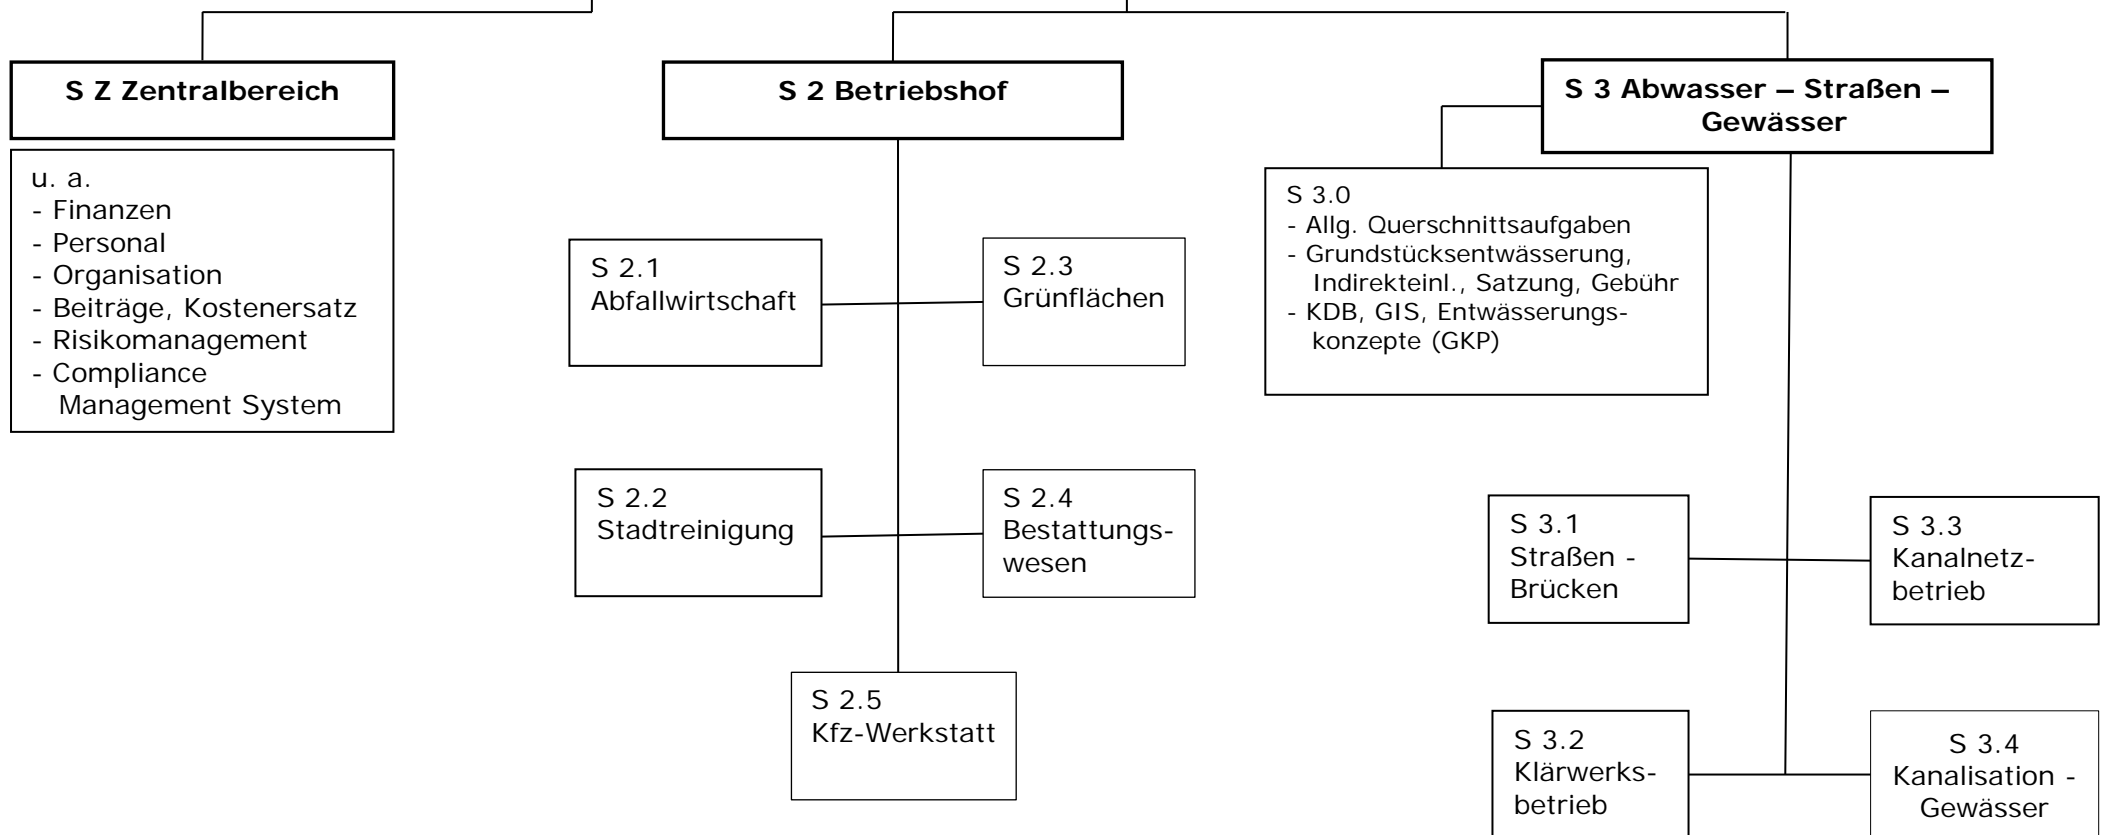 S Z Zentralbereich
u. a.
- Finanzen
- Personal
- Organisation
- Beiträge, Kostenersatz
- Risikomanagement
- Compliance
Management System
S 2 Betriebshof
S 2.1
Abfallwirtschaft
S 2.3
Grünflächen
S 2.2
Stadtreinigung
S 2.4
Bestattungs-
wesen
S 2.5
Kfz-Werkstatt
S 3 Abwasser – Straßen –
Gewässer
S 3.0
- Allg. Querschnittsaufgaben
- Grundstücksentwässerung,
Indirekteinl., Satzung, Gebühr
- KDB, GIS, Entwässerungs-
konzepte (GKP)
S 3.1
Straßen -
Brücken
S 3.3
Kanalnetz-
betrieb
S 3.2
Klärwerks-
betrieb
S 3.4
Kanalisation -
Gewässer